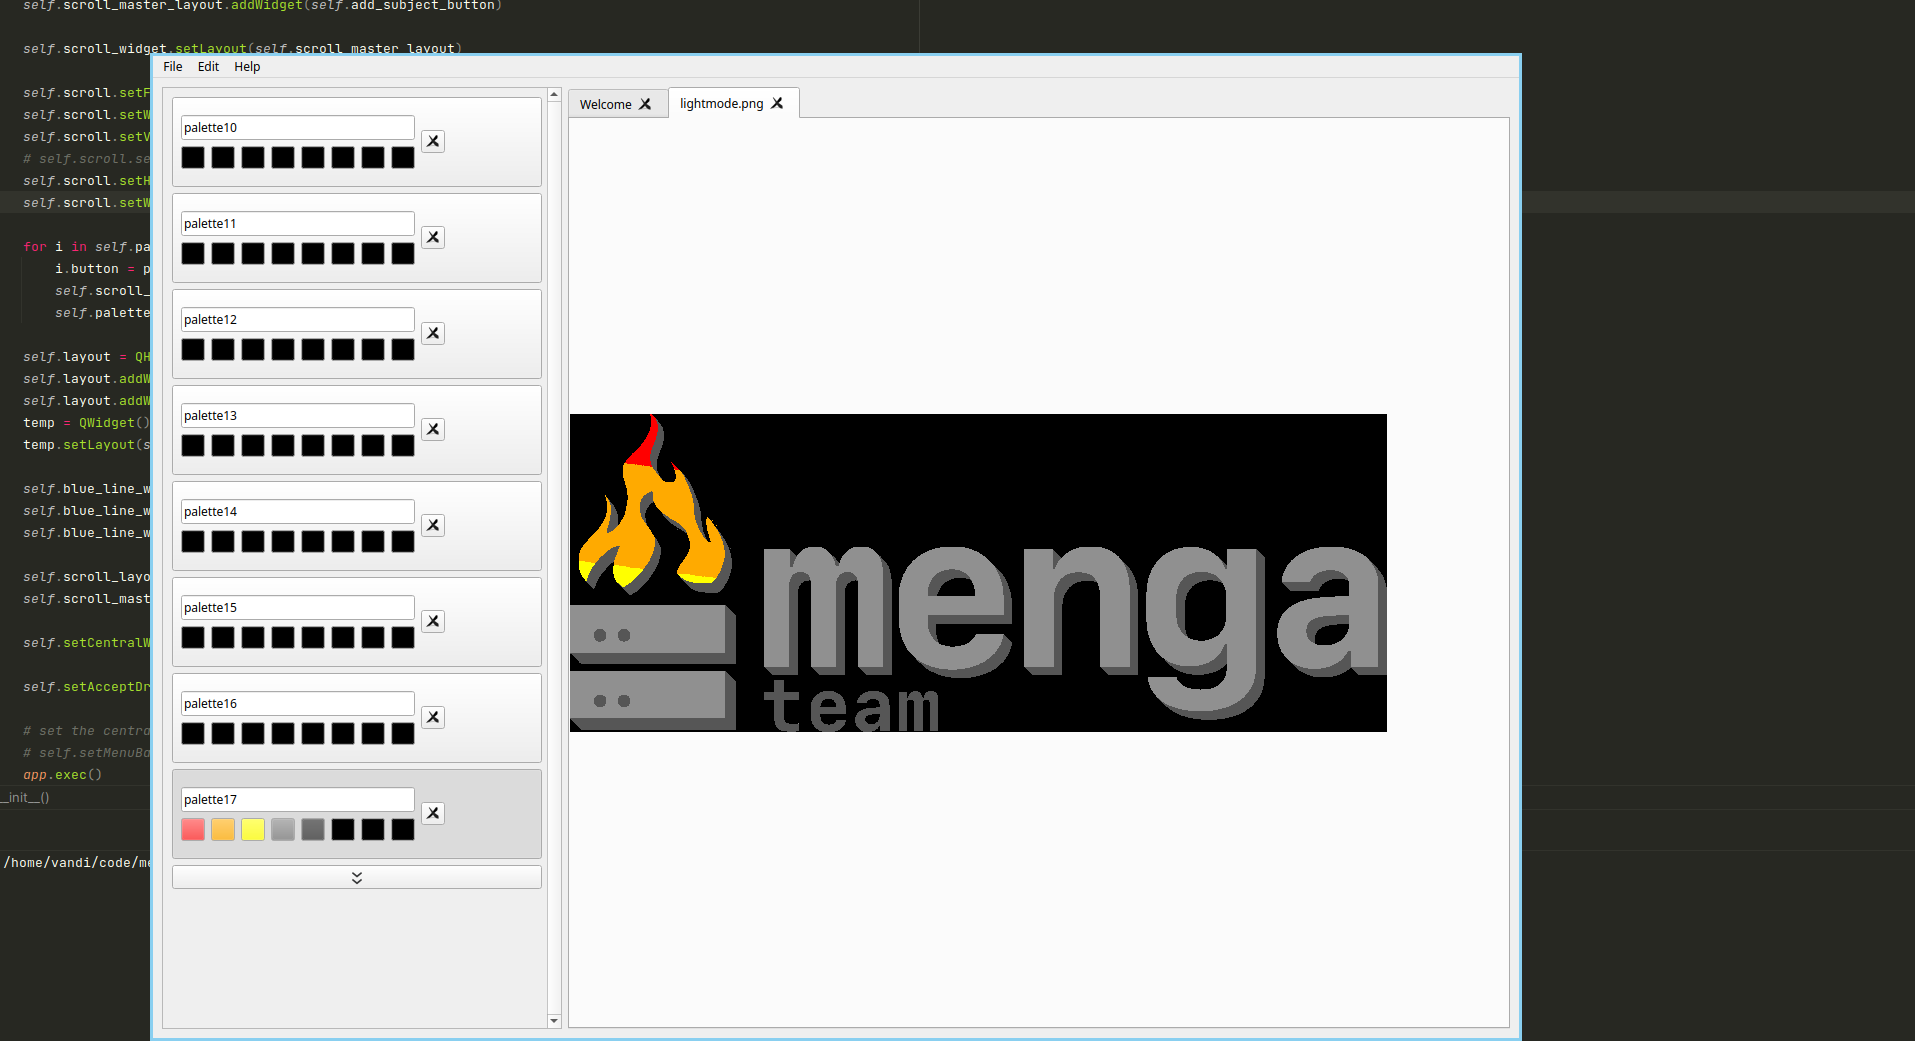 self.scroll_master_layout.addWidget(self.add_subject_button)
self.scroll_widget.setLayout(self.scroll_master_layout)
File Edit Help
self.scroll.setF
self.scroll.setW
self.scroll.setV
# self.scroll.se
self.scroll.setH
self.scroll.setW
for i in self.pa
i.button = p
self.scroll_
self.palette
self.layout = QH
self.layout.addW
self.layout.addW
temp = QWidget()
temp.setLayout(s
self.blue_line_w
self.blue_line_w
self.blue_line_w
self.scroll_layo
self.scroll_mast
self.setCentralW
self.setAcceptDr
# set the centra
# self.setMenuBa
app.exec()
__init__()
/home/vandi/code/me
palette10
palette11
palette12
palette13
palette14
palette15
palette16
palette17
Welcome
lightmode.png
menga
team